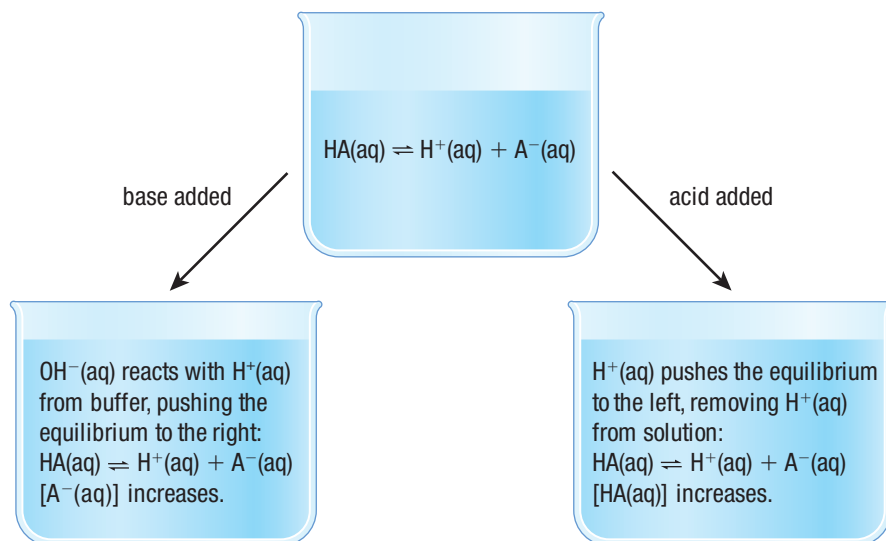 HA(aq) ⇌ H⁺(aq) + A⁻(aq)
base added
acid added
OH⁻(aq) reacts with H⁺(aq)
from buffer, pushing the
equilibrium to the right:
HA(aq) ⇌ H⁺(aq) + A⁻(aq)
[A⁻(aq)] increases.
H⁺(aq) pushes the equilibrium
to the left, removing H⁺(aq)
from solution:
HA(aq) ⇌ H⁺(aq) + A⁻(aq)
[HA(aq)] increases.